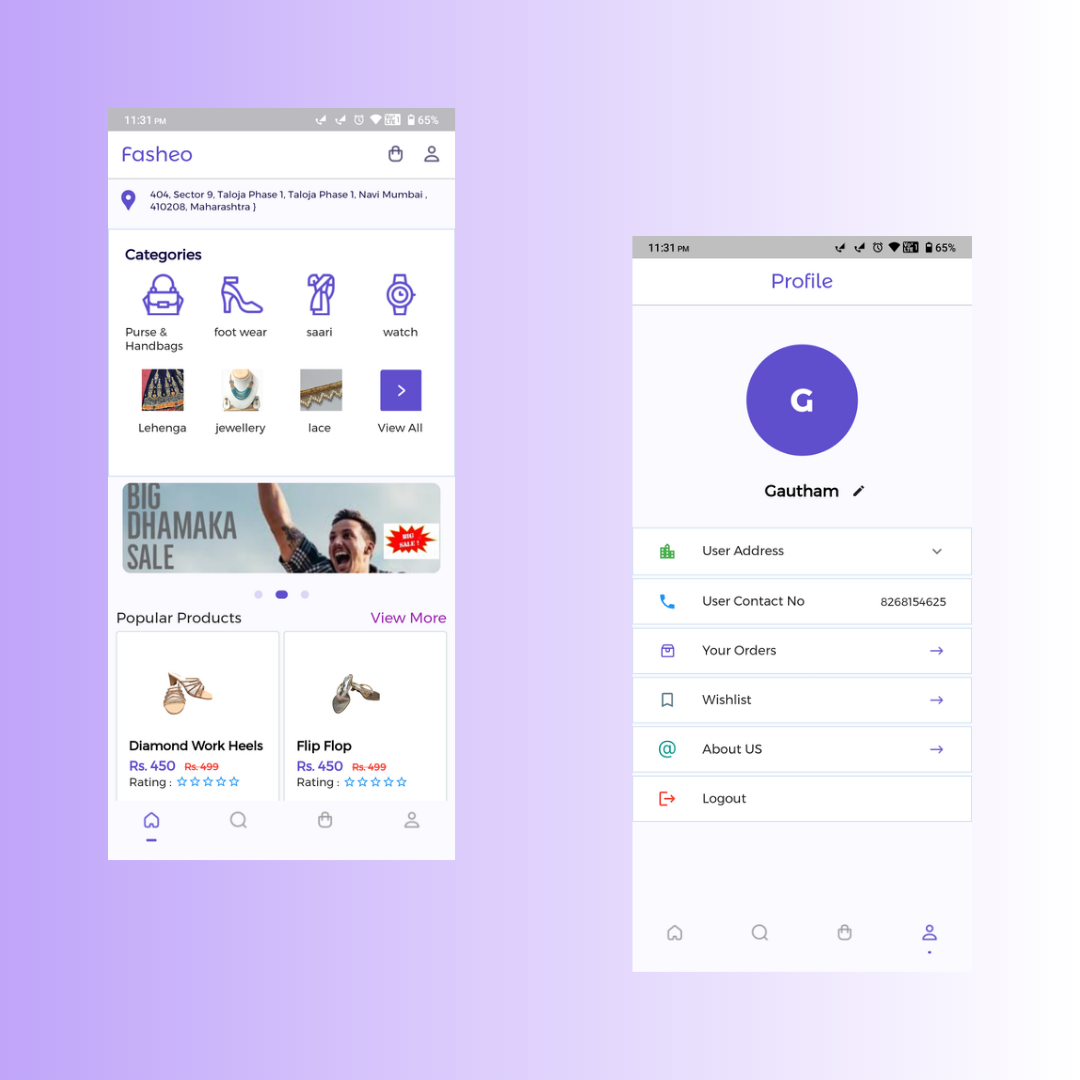 11:31 PM
65%
Fasheo
404, Sector 9, Taloja Phase 1, Taloja Phase 1, Navi Mumbai ,
410208, Maharashtra }
Categories
Purse &
Handbags
foot wear
saari
watch
Lehenga
jewellery
lace
View All
BIG
DHAMAKA
SALE
BIG
SALE !
Popular Products
View More
Diamond Work Heels
Rs. 450 Rs. 499
Rating :
Flip Flop
Rs. 450 Rs. 499
Rating :
11:31 PM
65%
Profile
G
Gautham
User Address
User Contact No
8268154625
Your Orders
Wishlist
@
About US
Logout